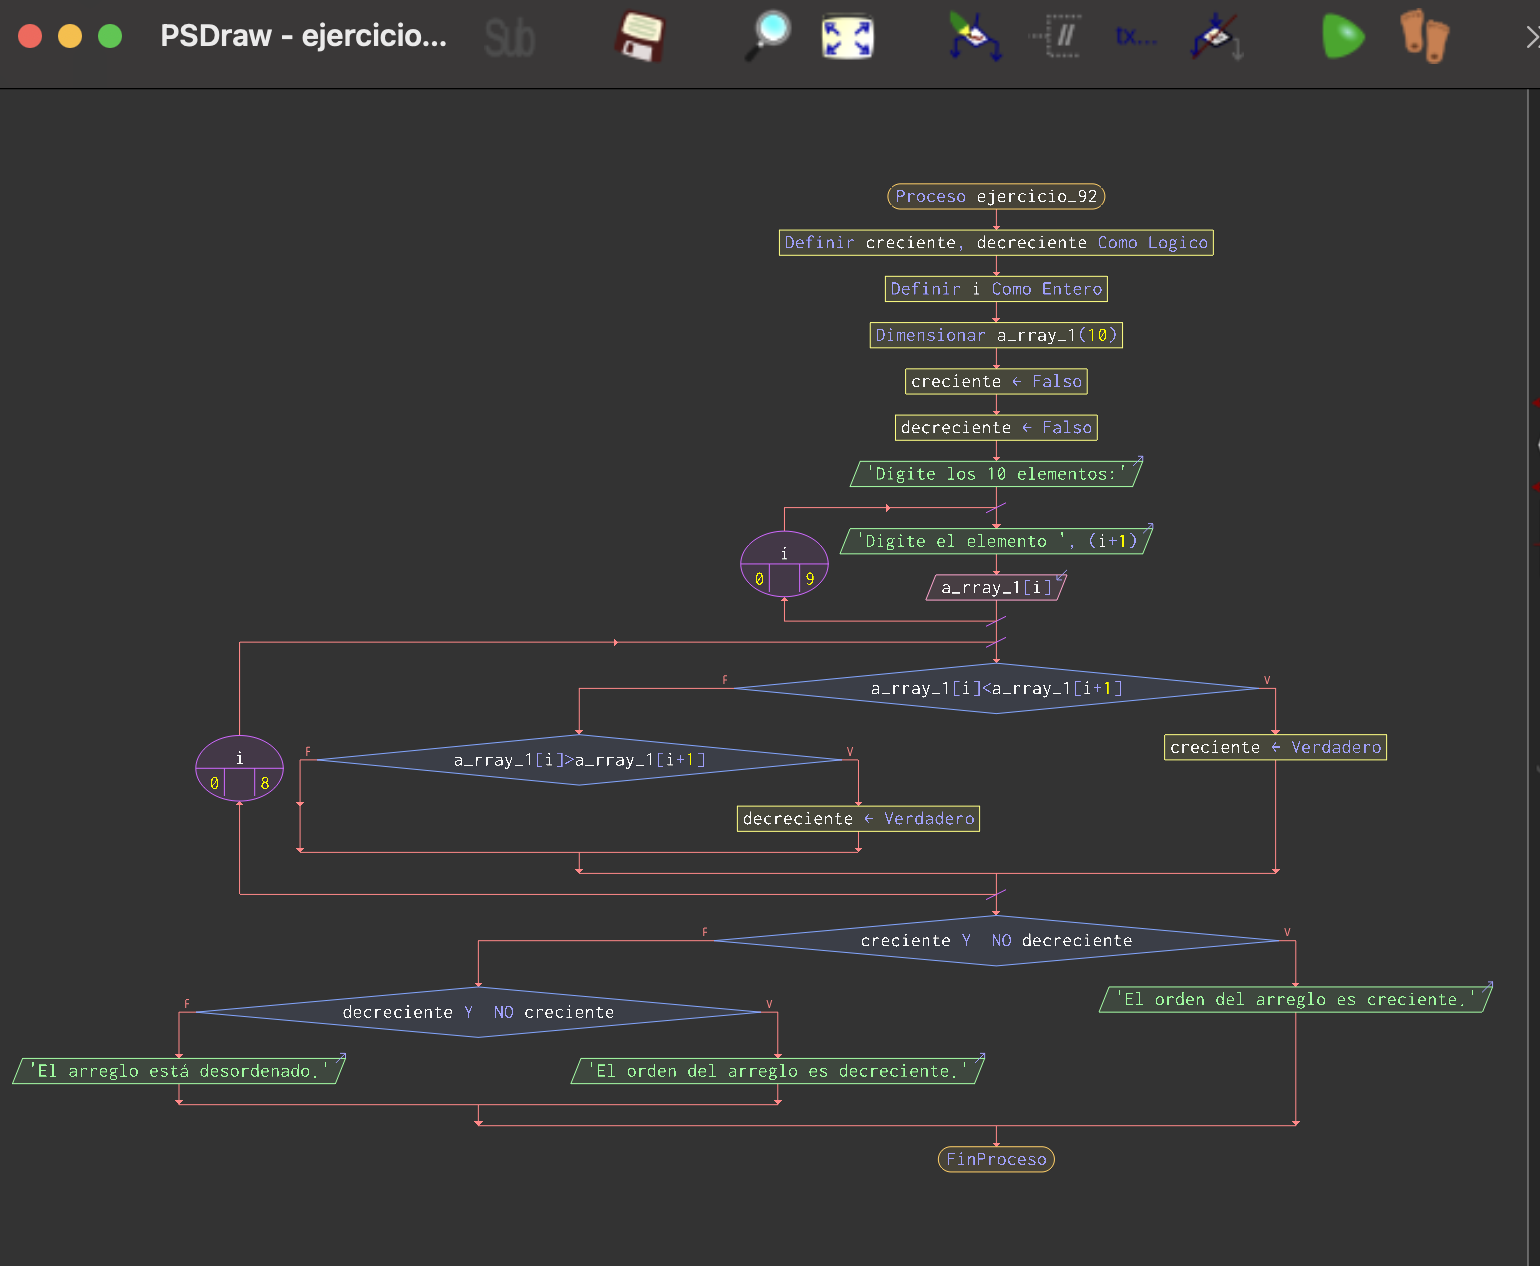 PSDraw - ejercicio...
Sub
tx...
Proceso ejercicio_92
Definir creciente, decreciente Como Logico
Definir i Como Entero
Dimensionar a_rray_1(10)
creciente ← Falso
decreciente ← Falso
'Digite los 10 elementos:'
'Digite el elemento ', (i+1)
i
0 9
a_rray_1[i]
F a_rray_1[i]<a_rray_1[i+1] V
creciente ← Verdadero
F a_rray_1[i]>a_rray_1[i+1] V
i
0 8
decreciente ← Verdadero
F creciente Y NO decreciente V
'El orden del arreglo es creciente.'
F decreciente Y NO creciente V
'El arreglo está desordenado.'
'El orden del arreglo es decreciente.'
FinProceso